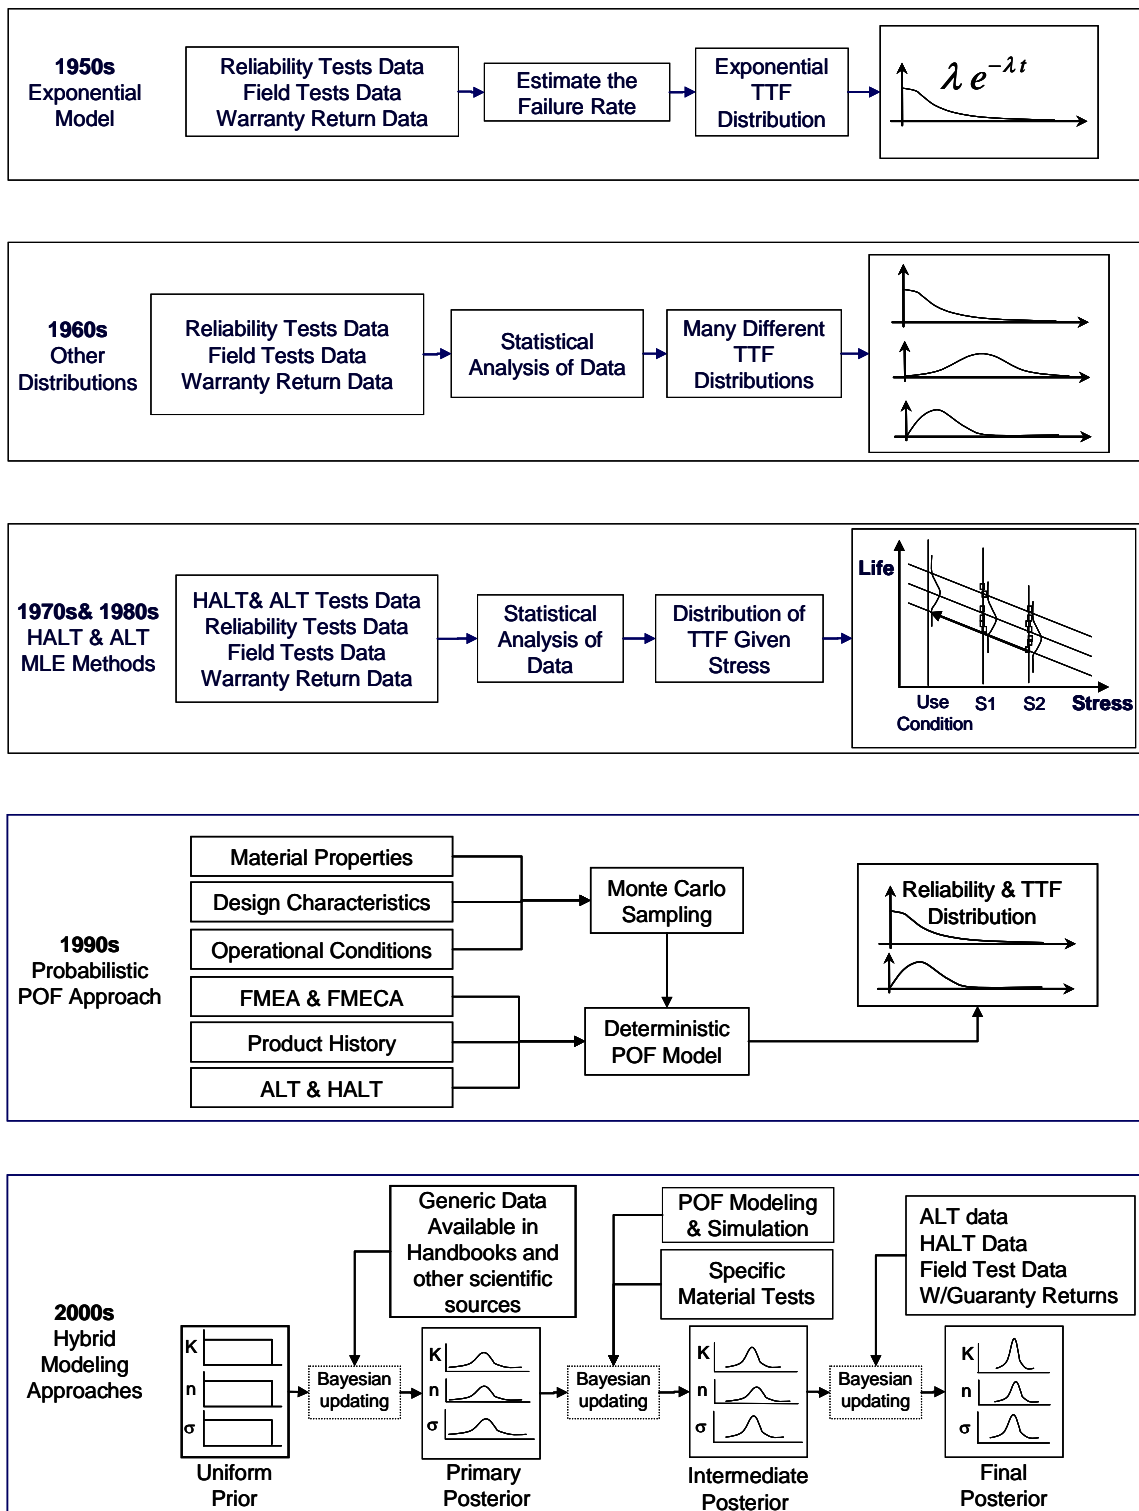 1950s
Exponential
Model
Reliability Tests Data
Field Tests Data
Warranty Return Data
Estimate the
Failure Rate
Exponential
TTF
Distribution
λ e^{-λ t}
1960s
Other
Distributions
Reliability Tests Data
Field Tests Data
Warranty Return Data
Statistical
Analysis of Data
Many Different
TTF
Distributions
1970s& 1980s
HALT & ALT
MLE Methods
HALT& ALT Tests Data
Reliability Tests Data
Field Tests Data
Warranty Return Data
Statistical
Analysis of
Data
Distribution of
TTF Given
Stress
Life
Use
Condition
S1
S2
Stress
1990s
Probabilistic
POF Approach
Material Properties
Design Characteristics
Operational Conditions
FMEA & FMECA
Product History
ALT & HALT
Monte Carlo
Sampling
Deterministic
POF Model
Reliability & TTF
Distribution
2000s
Hybrid
Modeling
Approaches
Generic Data
Available in
Handbooks and
other scientific
sources
POF Modeling
& Simulation
Specific
Material Tests
ALT data
HALT Data
Field Test Data
W/Guaranty Returns
K
n
σ
Uniform
Prior
Bayesian
updating
K
n
σ
Primary
Posterior
Bayesian
updating
K
n
σ
Intermediate
Posterior
Bayesian
updating
K
n
σ
Final
Posterior